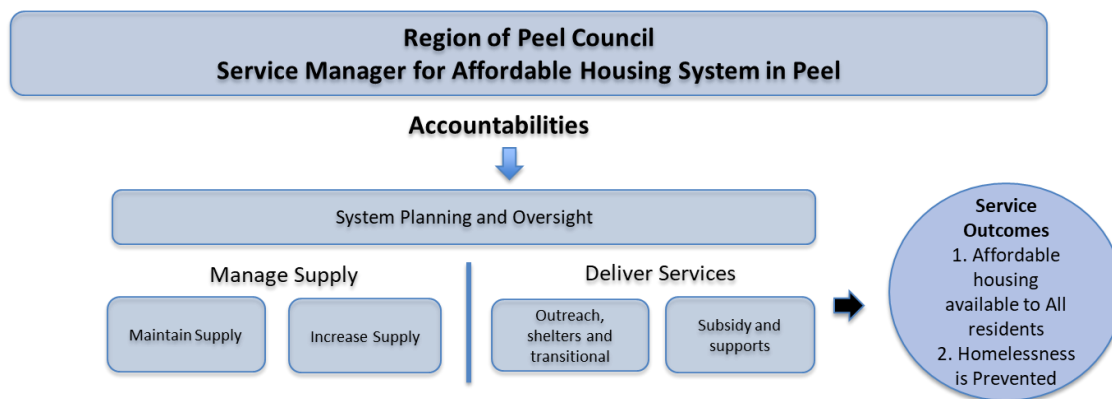 Region of Peel Council
Service Manager for Affordable Housing System in Peel
Accountabilities
System Planning and Oversight
Manage Supply
Deliver Services
Maintain Supply
Increase Supply
Outreach,
shelters and
transitional
Subsidy and
supports
Service
Outcomes
1. Affordable
housing
available to All
residents
2. Homelessness
is Prevented